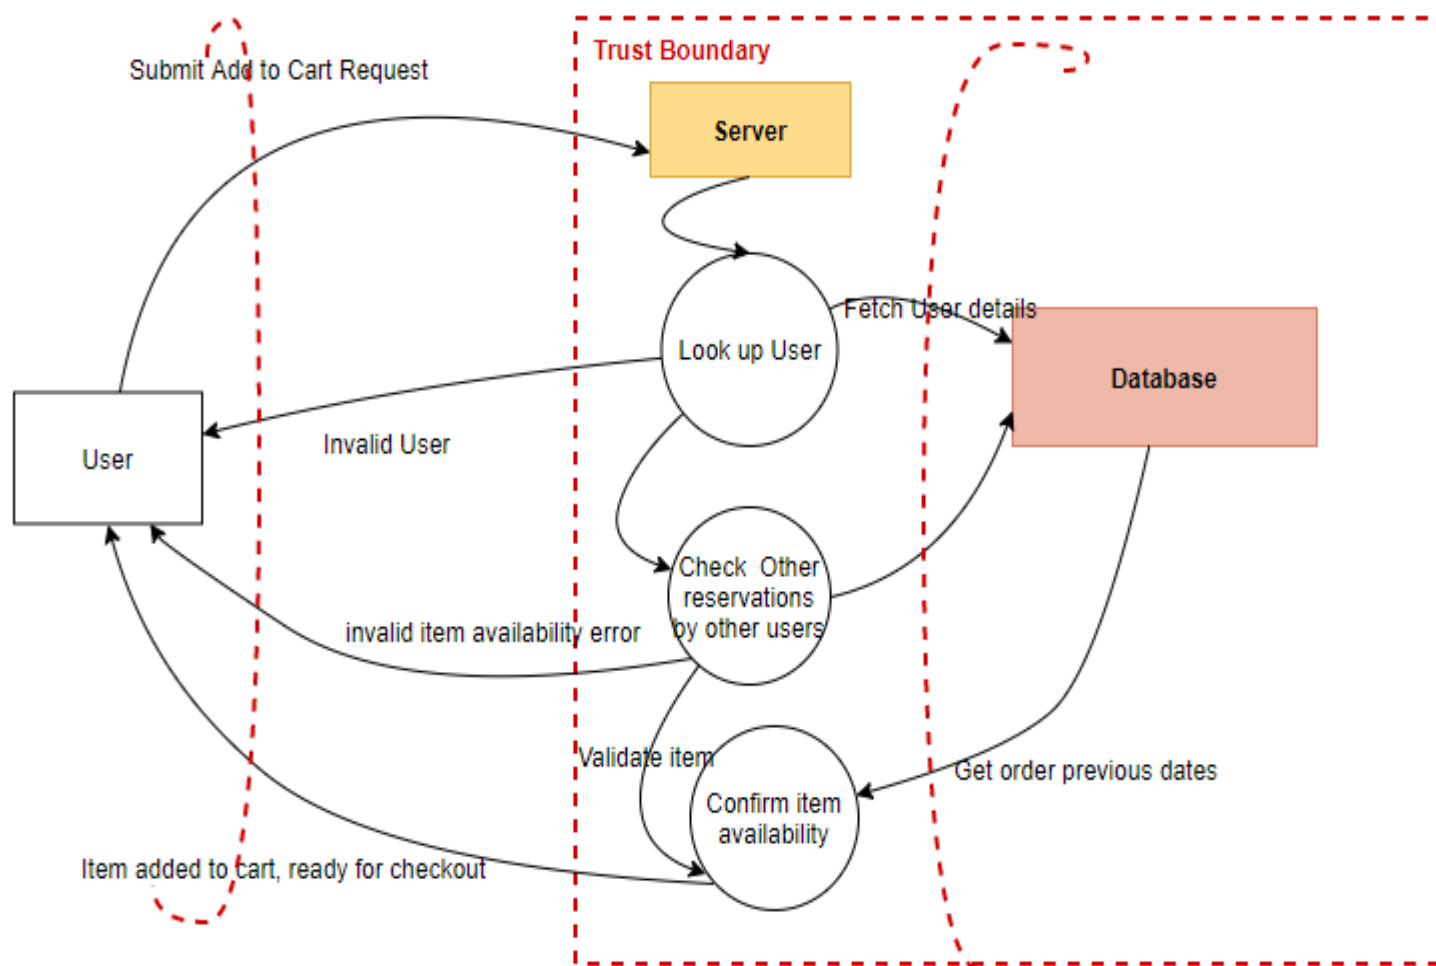 Trust Boundary
Submit Add to Cart Request
Server
Fetch User details
Look up User
Database
Invalid User
User
Check Other
reservations
by other users
invalid item availability error
Validate item
Get order previous dates
Confirm item
availability
Item added to cart, ready for checkout